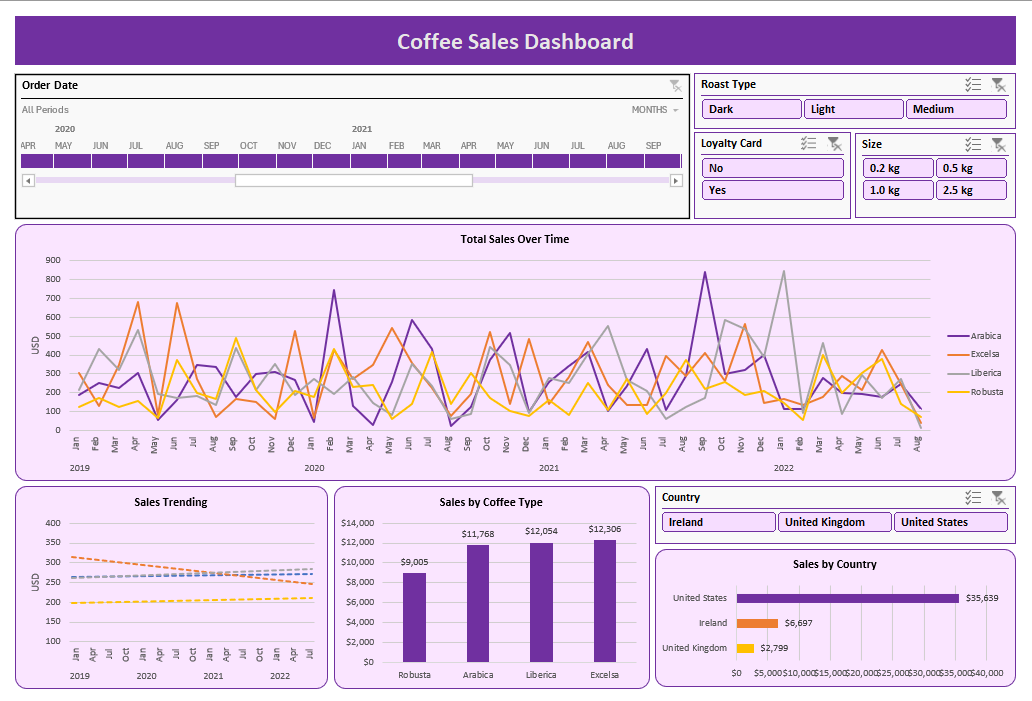 Coffee Sales Dashboard
Order Date
All Periods MONTHS
2020 2021
APR MAY JUN JUL AUG SEP OCT NOV DEC JAN FEB MAR APR MAY JUN JUL AUG SEP
Roast Type
Dark Light Medium
Loyalty Card
No
Yes
Size
0.2 kg 0.5 kg
1.0 kg 2.5 kg
Total Sales Over Time
USD
900
800
700
600
500
400
300
200
100
0
Jan Feb Mar Apr May Jun Jul Aug Sep Oct Nov Dec Jan Feb Mar Apr May Jun Jul Aug Sep Oct Nov Dec Jan Feb Mar Apr May Jun Jul Aug Sep Oct Nov Dec Jan Feb Mar Apr May Jun Jul Aug
2019 2020 2021 2022
Arabica
Excelsa
Liberica
Robusta
Sales Trending
USD
400
350
300
250
200
150
100
Jan Apr Jul Oct Jan Apr Jul Oct Jan Apr Jul Oct Jan Apr Jul
2019 2020 2021 2022
Sales by Coffee Type
$14,000
$12,000
$10,000
$8,000
$6,000
$4,000
$2,000
$0
$9,005 $11,768 $12,054 $12,306
Robusta Arabica Liberica Excelsa
Country
Ireland United Kingdom United States
Sales by Country
United States $35,639
Ireland $6,697
United Kingdom $2,799
$0 $5,000 $10,000 $15,000 $20,000 $25,000 $30,000 $35,000 $40,000